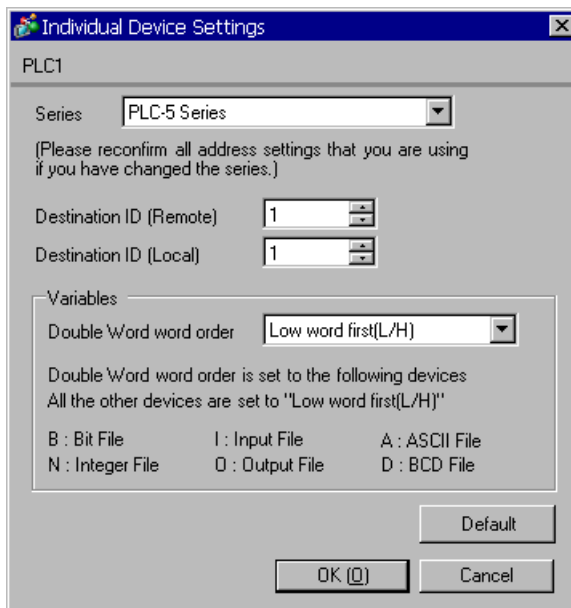 Individual Device Settings
PLC1
Series PLC-5 Series
(Please reconfirm all address settings that you are using
if you have changed the series.)
Destination ID (Remote) 1
Destination ID (Local) 1
Variables
Double Word word order Low word first(L/H)
Double Word word order is set to the following devices
All the other devices are set to "Low word first(L/H)"
B : Bit File I : Input File A : ASCII File
N : Integer File O : Output File D : BCD File
Default
OK (O) Cancel